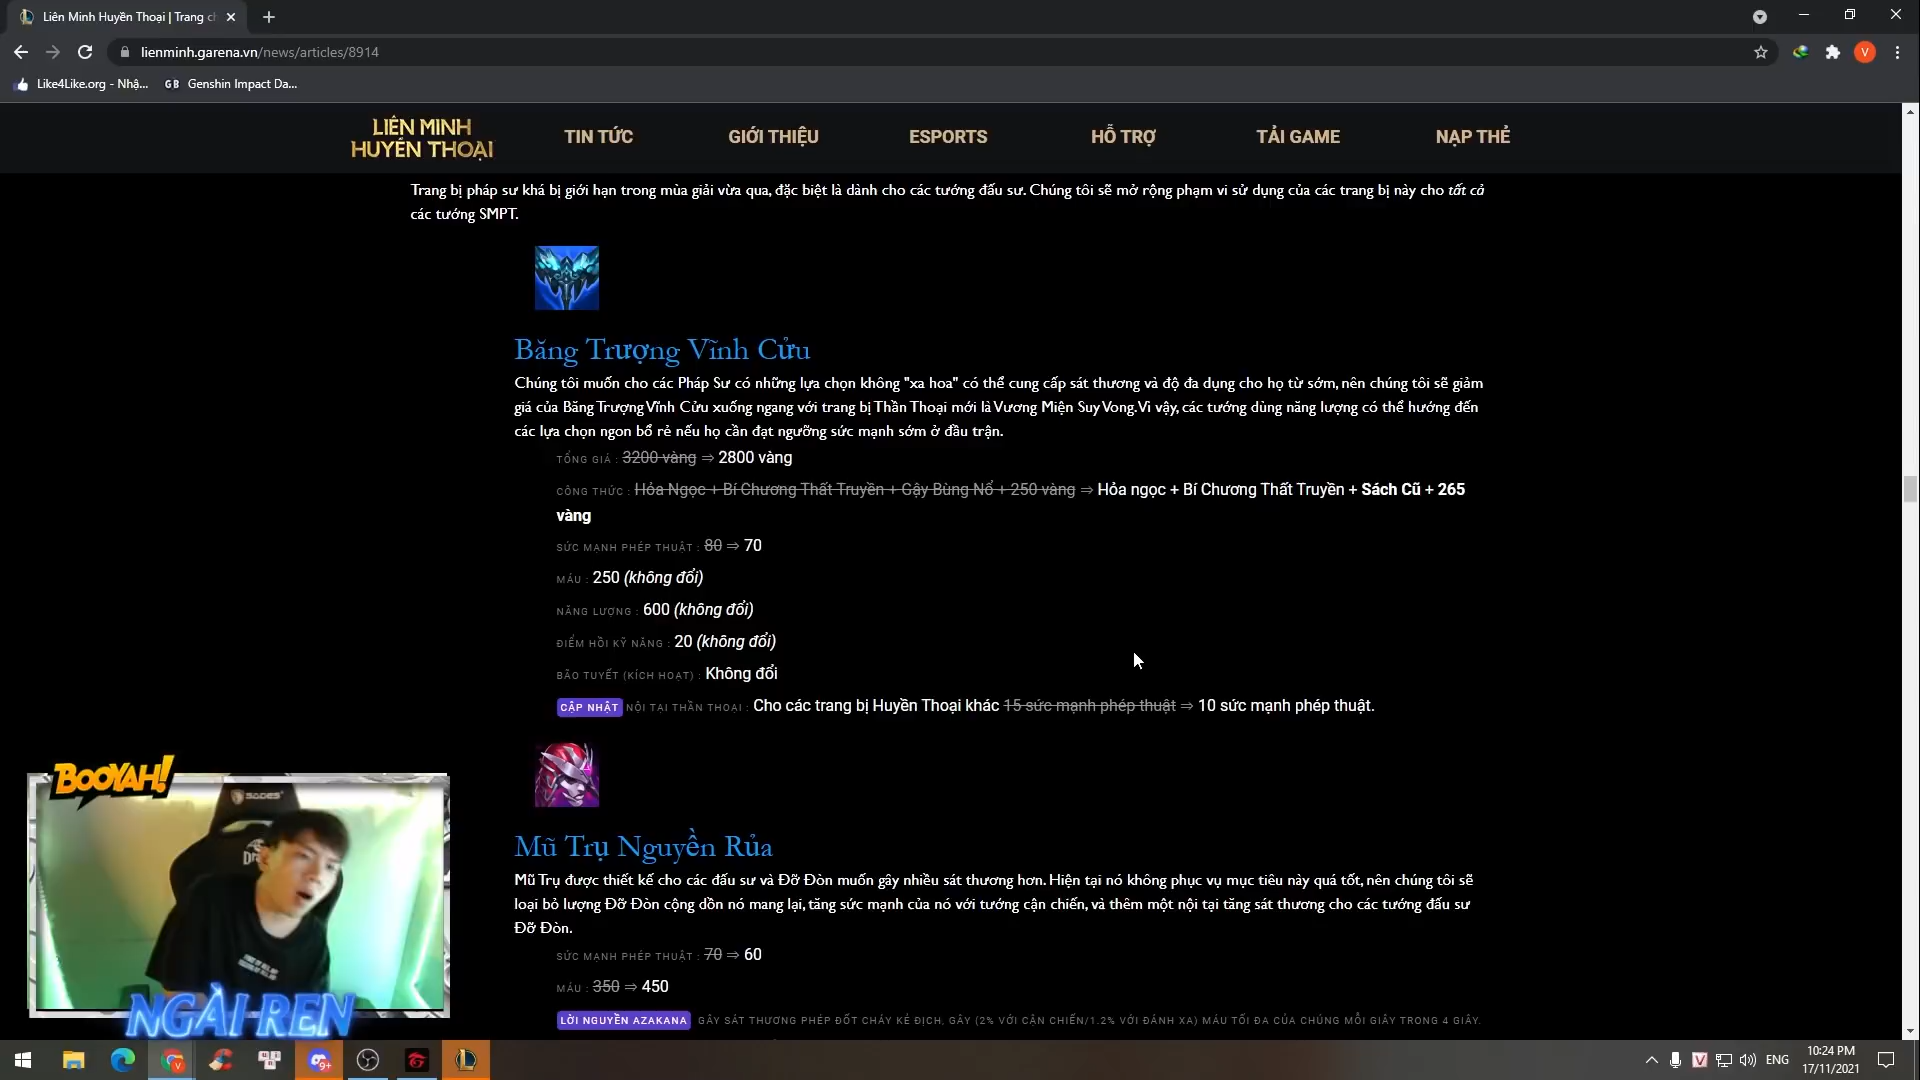 Liên Minh Huyền Thoại | Trang ch
lienminh.garena.vn/news/articles/8914
V
Like4Like.org - Nhậ...
GB Genshin Impact Da...
LIÊN MINH
HUYỀN THOẠI
TIN TỨC
GIỚI THIỆU
ESPORTS
HỖ TRỢ
TẢI GAME
NẠP THẺ
Trang bị pháp sư khá bị giới hạn trong mùa giải vừa qua, đặc biệt là dành cho các tướng đấu sư. Chúng tôi sẽ mở rộng phạm vi sử dụng của các trang bị này cho tất cả
các tướng SMPT.
Băng Trượng Vĩnh Cửu
Chúng tôi muốn cho các Pháp Sư có những lựa chọn không "xa hoa" có thể cung cấp sát thương và độ đa dụng cho họ từ sớm, nên chúng tôi sẽ giảm
giá của Băng Trượng Vĩnh Cửu xuống ngang với trang bị Thần Thoại mới là Vương Miện Suy Vong. Vì vậy, các tướng dùng năng lượng có thể hướng đến
các lựa chọn ngon bổ rẻ nếu họ cần đạt ngưỡng sức mạnh sớm ở đầu trận.
TỔNG GIÁ : 3200 vàng ⇒ 2800 vàng
CÔNG THỨC : Hỏa Ngọc + Bí Chương Thất Truyền + Gậy Bùng Nổ + 250 vàng ⇒ Hỏa ngọc + Bí Chương Thất Truyền + Sách Cũ + 265
vàng
SỨC MẠNH PHÉP THUẬT : 80 ⇒ 70
MÁU : 250 (không đổi)
NĂNG LƯỢNG : 600 (không đổi)
ĐIỂM HỒI KỸ NĂNG : 20 (không đổi)
BÃO TUYẾT (KÍCH HOẠT) : Không đổi
CẬP NHẬT NỘI TẠI THẦN THOẠI : Cho các trang bị Huyền Thoại khác 15 sức mạnh phép thuật ⇒ 10 sức mạnh phép thuật.
Mũ Trụ Nguyền Rủa
Mũ Trụ được thiết kế cho các đấu sư và Đỡ Đòn muốn gây nhiều sát thương hơn. Hiện tại nó không phục vụ mục tiêu này quá tốt, nên chúng tôi sẽ
loại bỏ lượng Đỡ Đòn cộng dồn nó mang lại, tăng sức mạnh của nó với tướng cận chiến, và thêm một nội tại tăng sát thương cho các tướng đấu sư
Đỡ Đòn.
SỨC MẠNH PHÉP THUẬT : 70 ⇒ 60
MÁU : 350 ⇒ 450
LỜI NGUYỀN AZAKANA GÂY SÁT THƯƠNG PHÉP ĐỐT CHÁY KẺ ĐỊCH, GÂY (2% VỚI CẬN CHIẾN/1.2% VỚI ĐÁNH XA) MÁU TỐI ĐA CỦA CHÚNG MỖI GIÂY TRONG 4 GIÂY.
BOOYAH!
SADES
NGÀI REN
9+
V
ENG
10:24 PM
17/11/2021